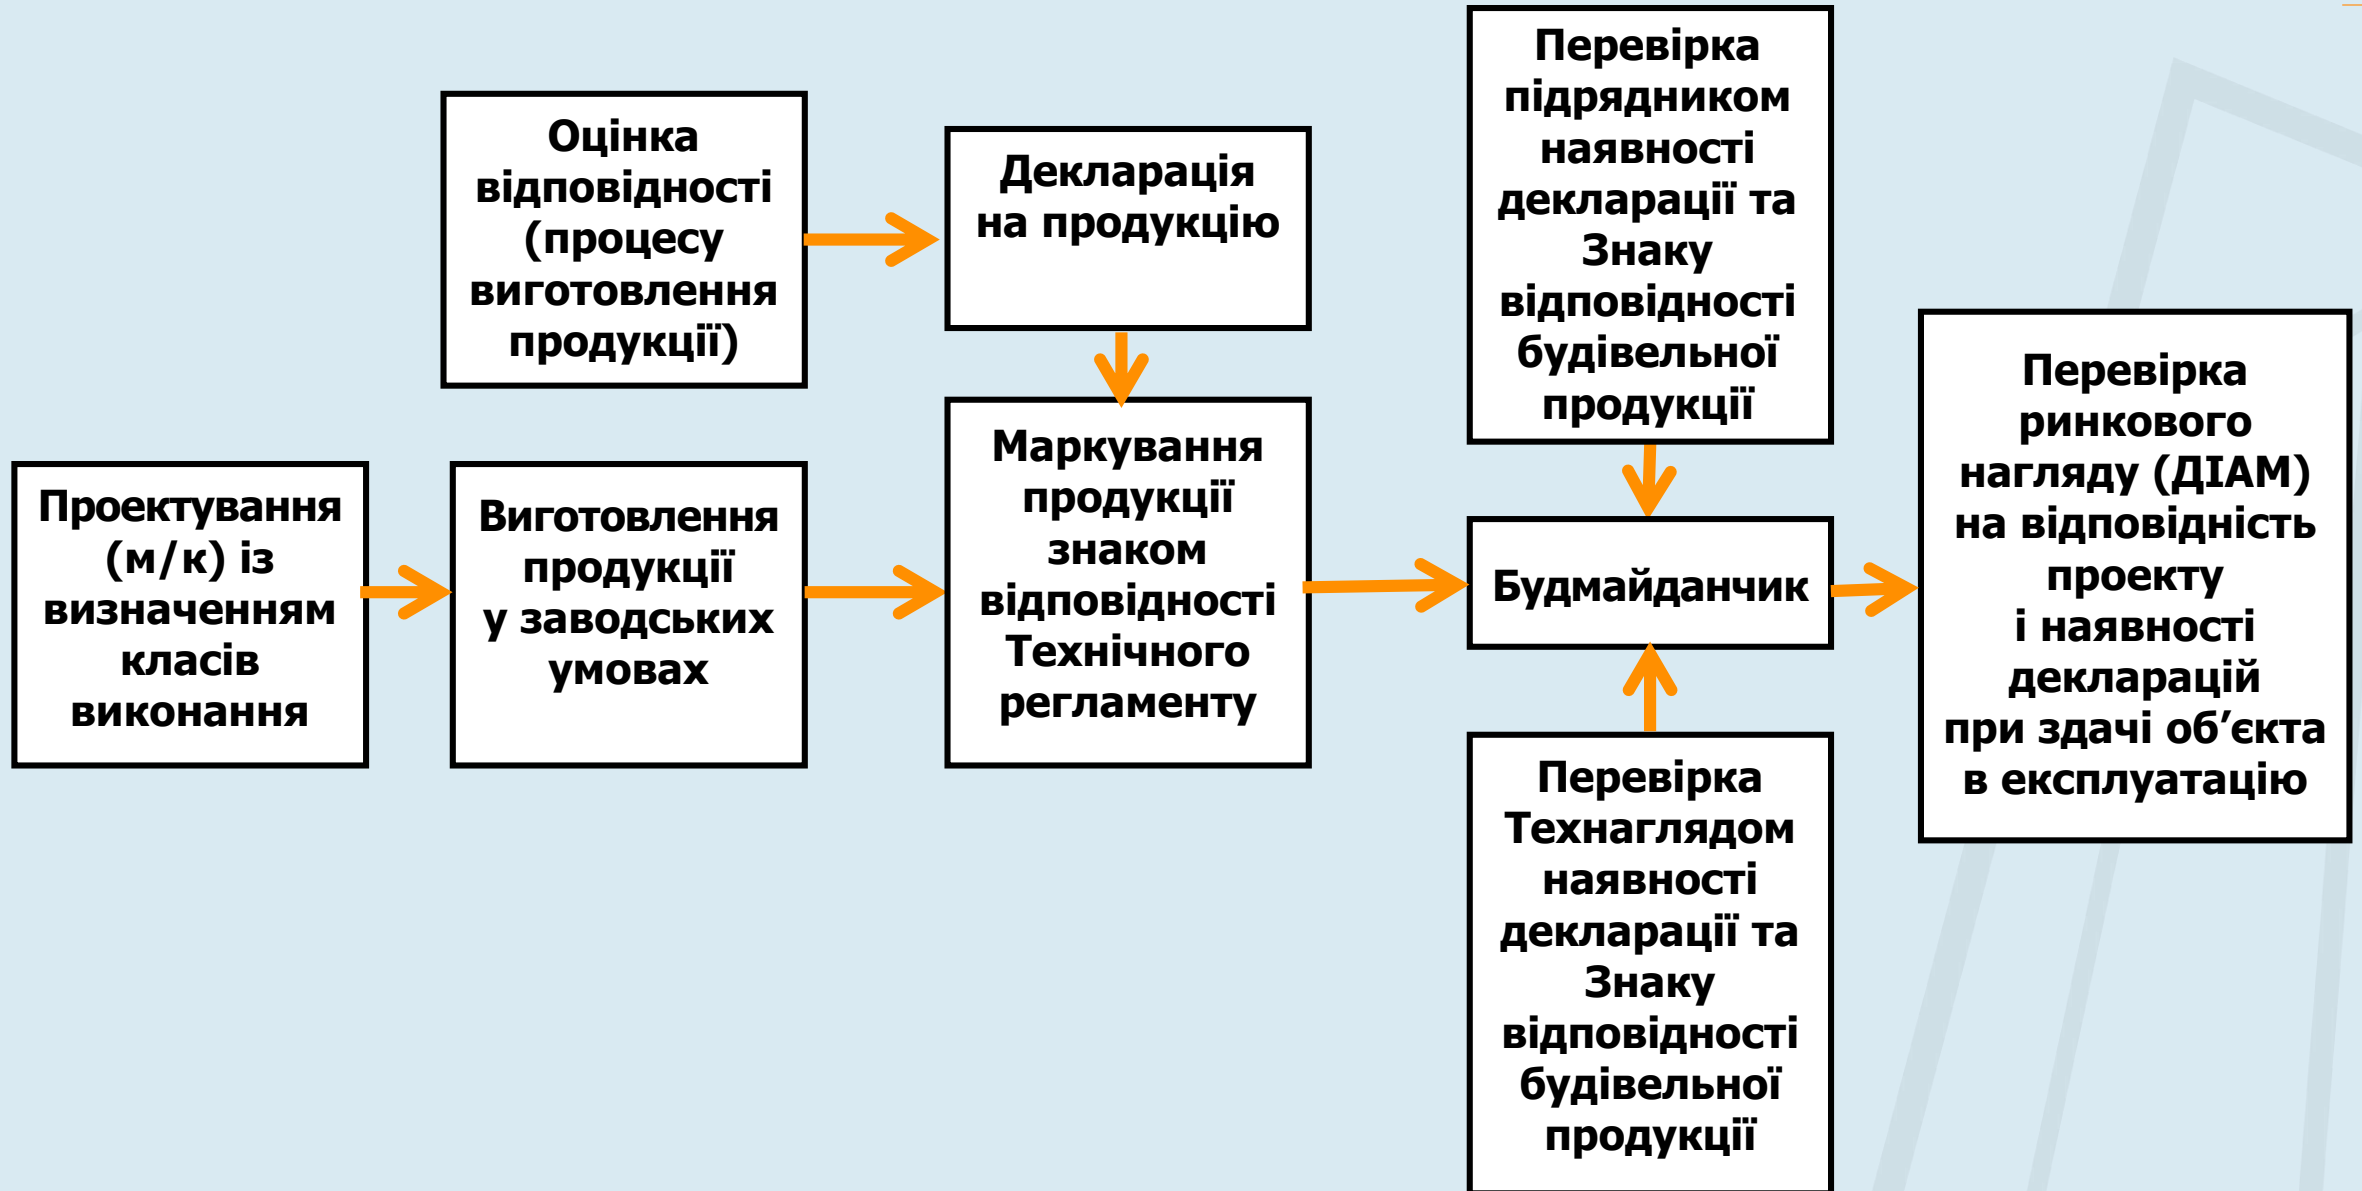 Оцінка
відповідності
(процесу
виготовлення
продукції)
Декларація
на продукцію
Перевірка
підрядником
наявності
декларації та
Знаку
відповідності
будівельної
продукції
Проектування
(м/к) із
визначенням
класів
виконання
Виготовлення
продукції
у заводських
умовах
Маркування
продукції
знаком
відповідності
Технічного
регламенту
Будмайданчик
Перевірка
ринкового
нагляду (ДІАМ)
на відповідність
проекту
і наявності
декларацій
при здачі об’єкта
в експлуатацію
Перевірка
Технаглядом
наявності
декларації та
Знаку
відповідності
будівельної
продукції